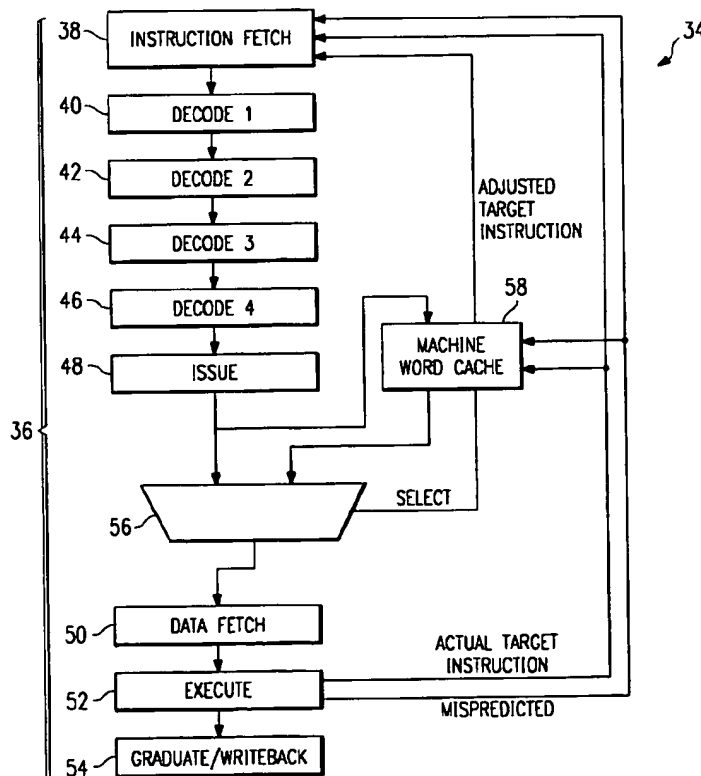 38
INSTRUCTION FETCH
34
40
DECODE 1
42
DECODE 2
ADJUSTED
TARGET
INSTRUCTION
44
DECODE 3
46
DECODE 4
58
MACHINE
WORD CACHE
48
ISSUE
36
SELECT
56
50
DATA FETCH
ACTUAL TARGET
INSTRUCTION
52
EXECUTE
MISPREDICTED
54
GRADUATE/WRITEBACK